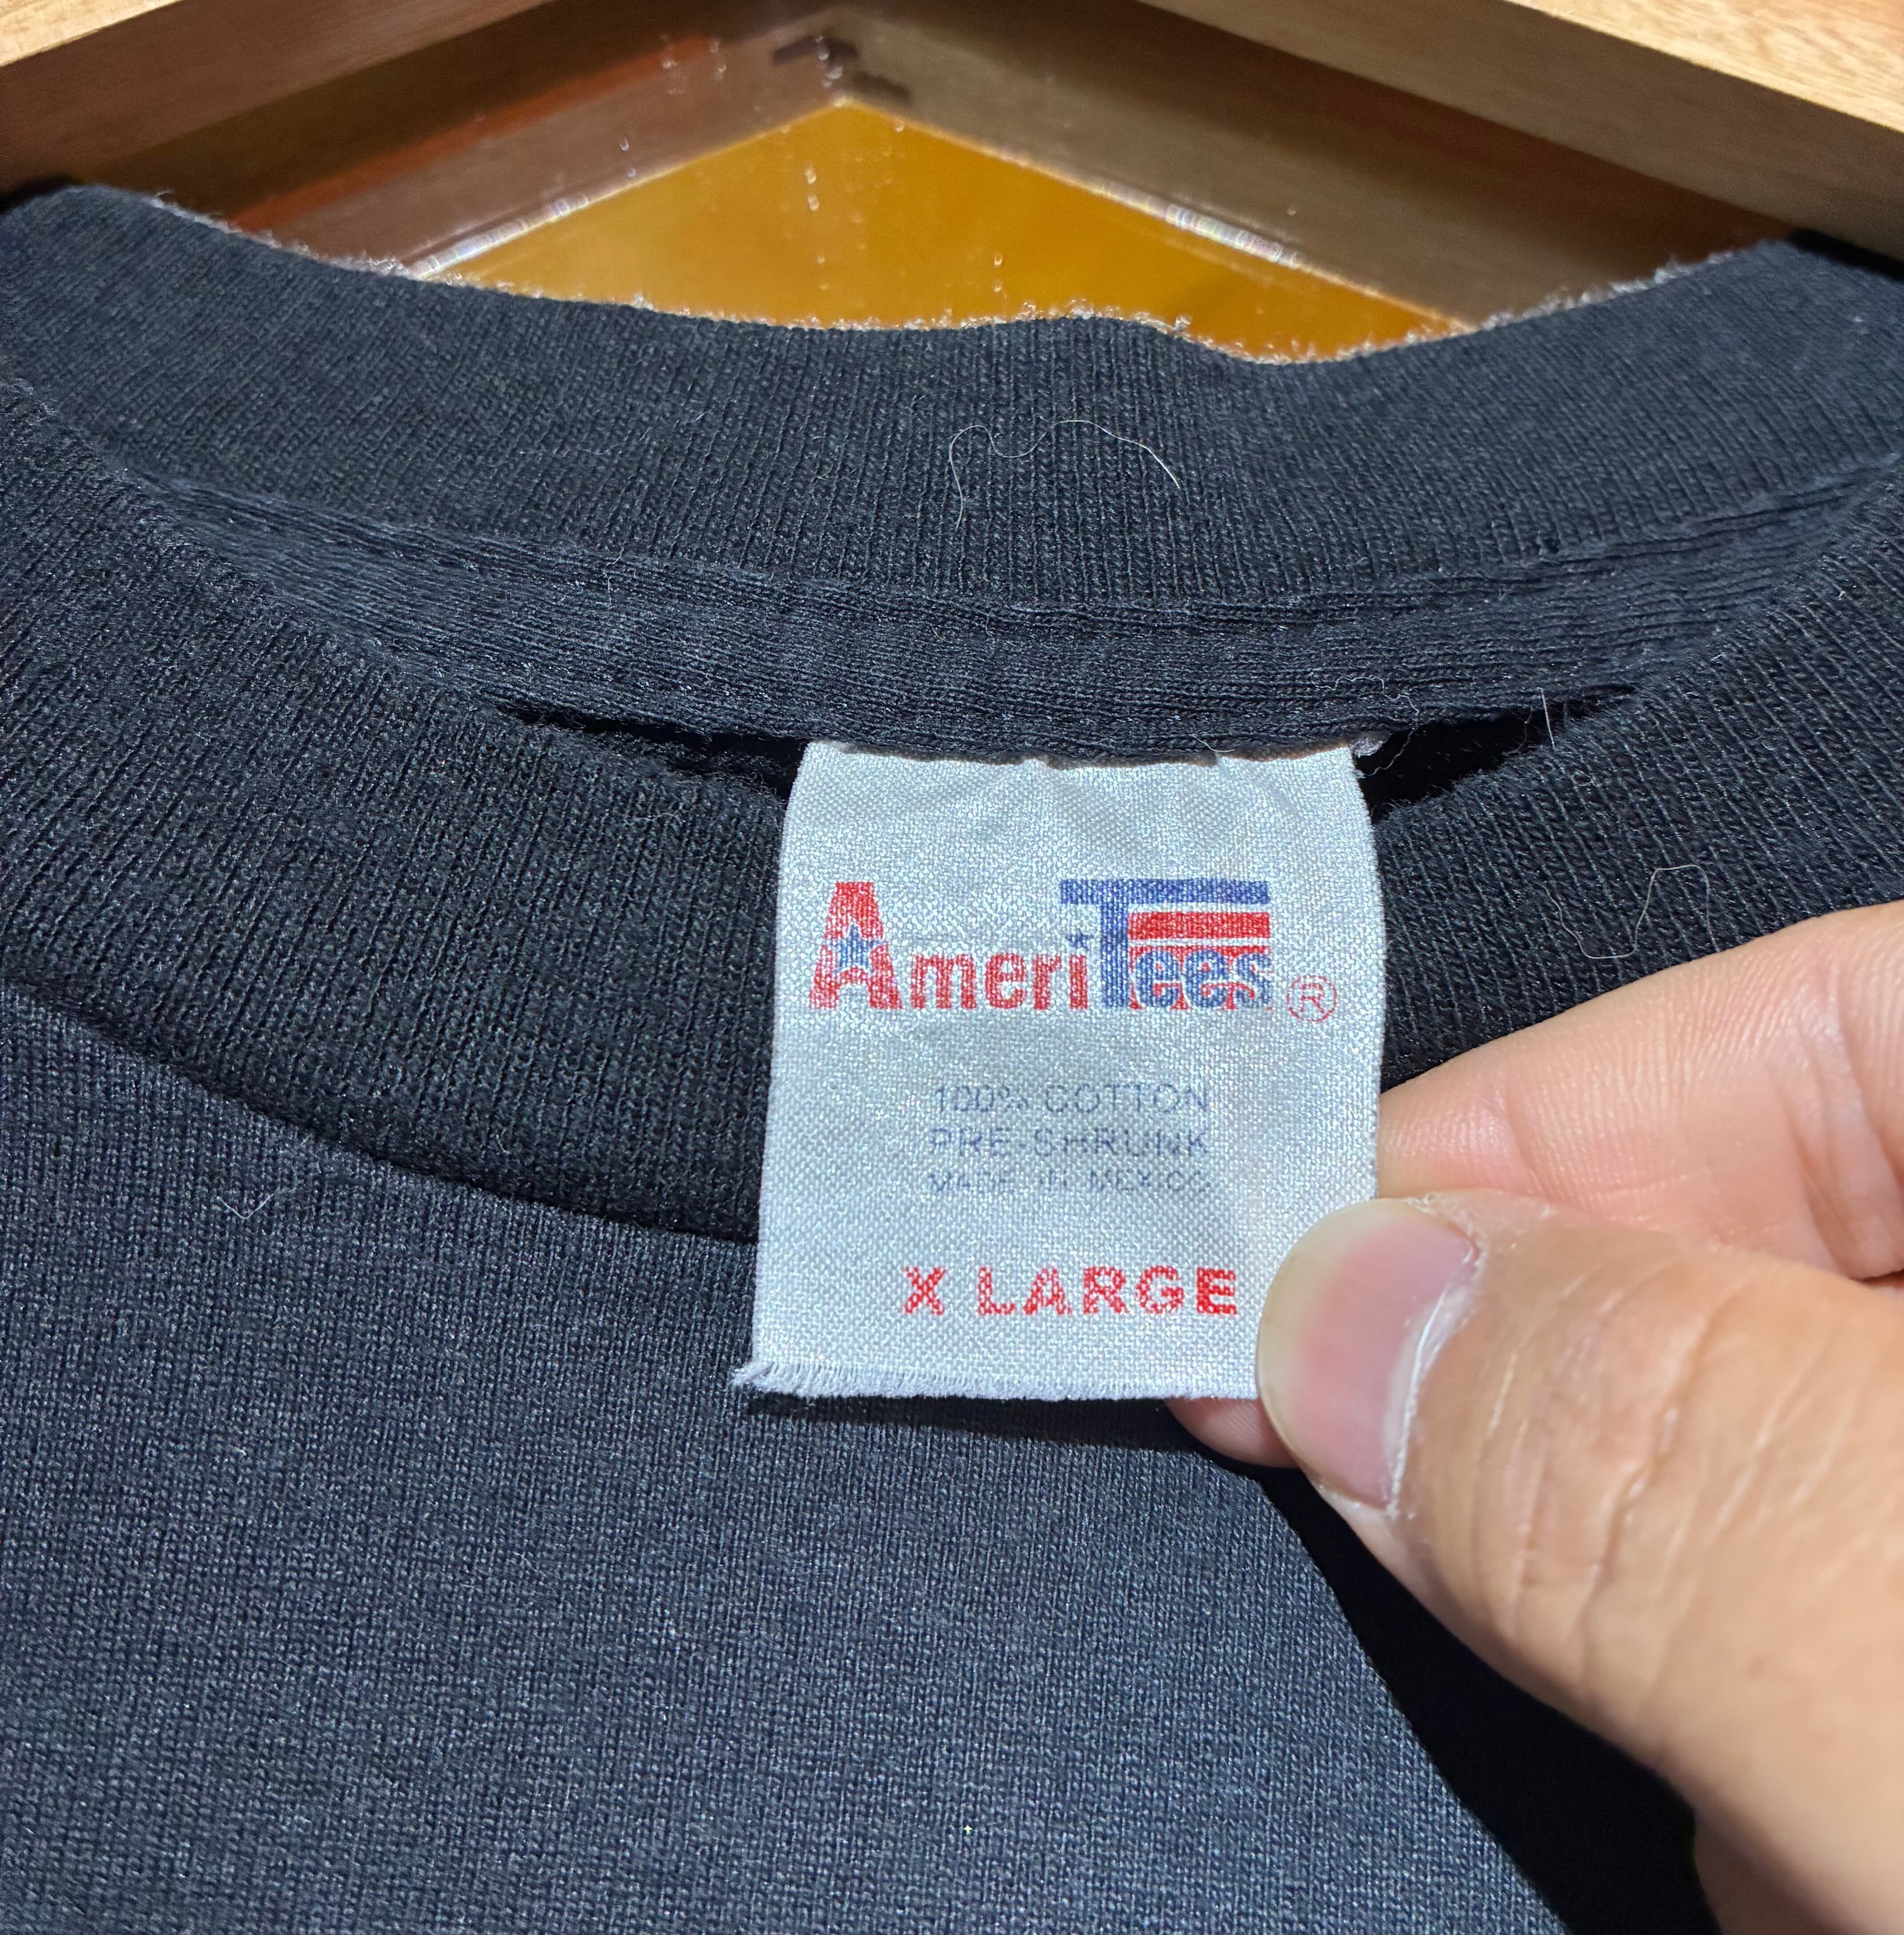 AmeriTees ®
100% COTTON
PRE-SHRUNK
MADE IN MEXICO
X LARGE